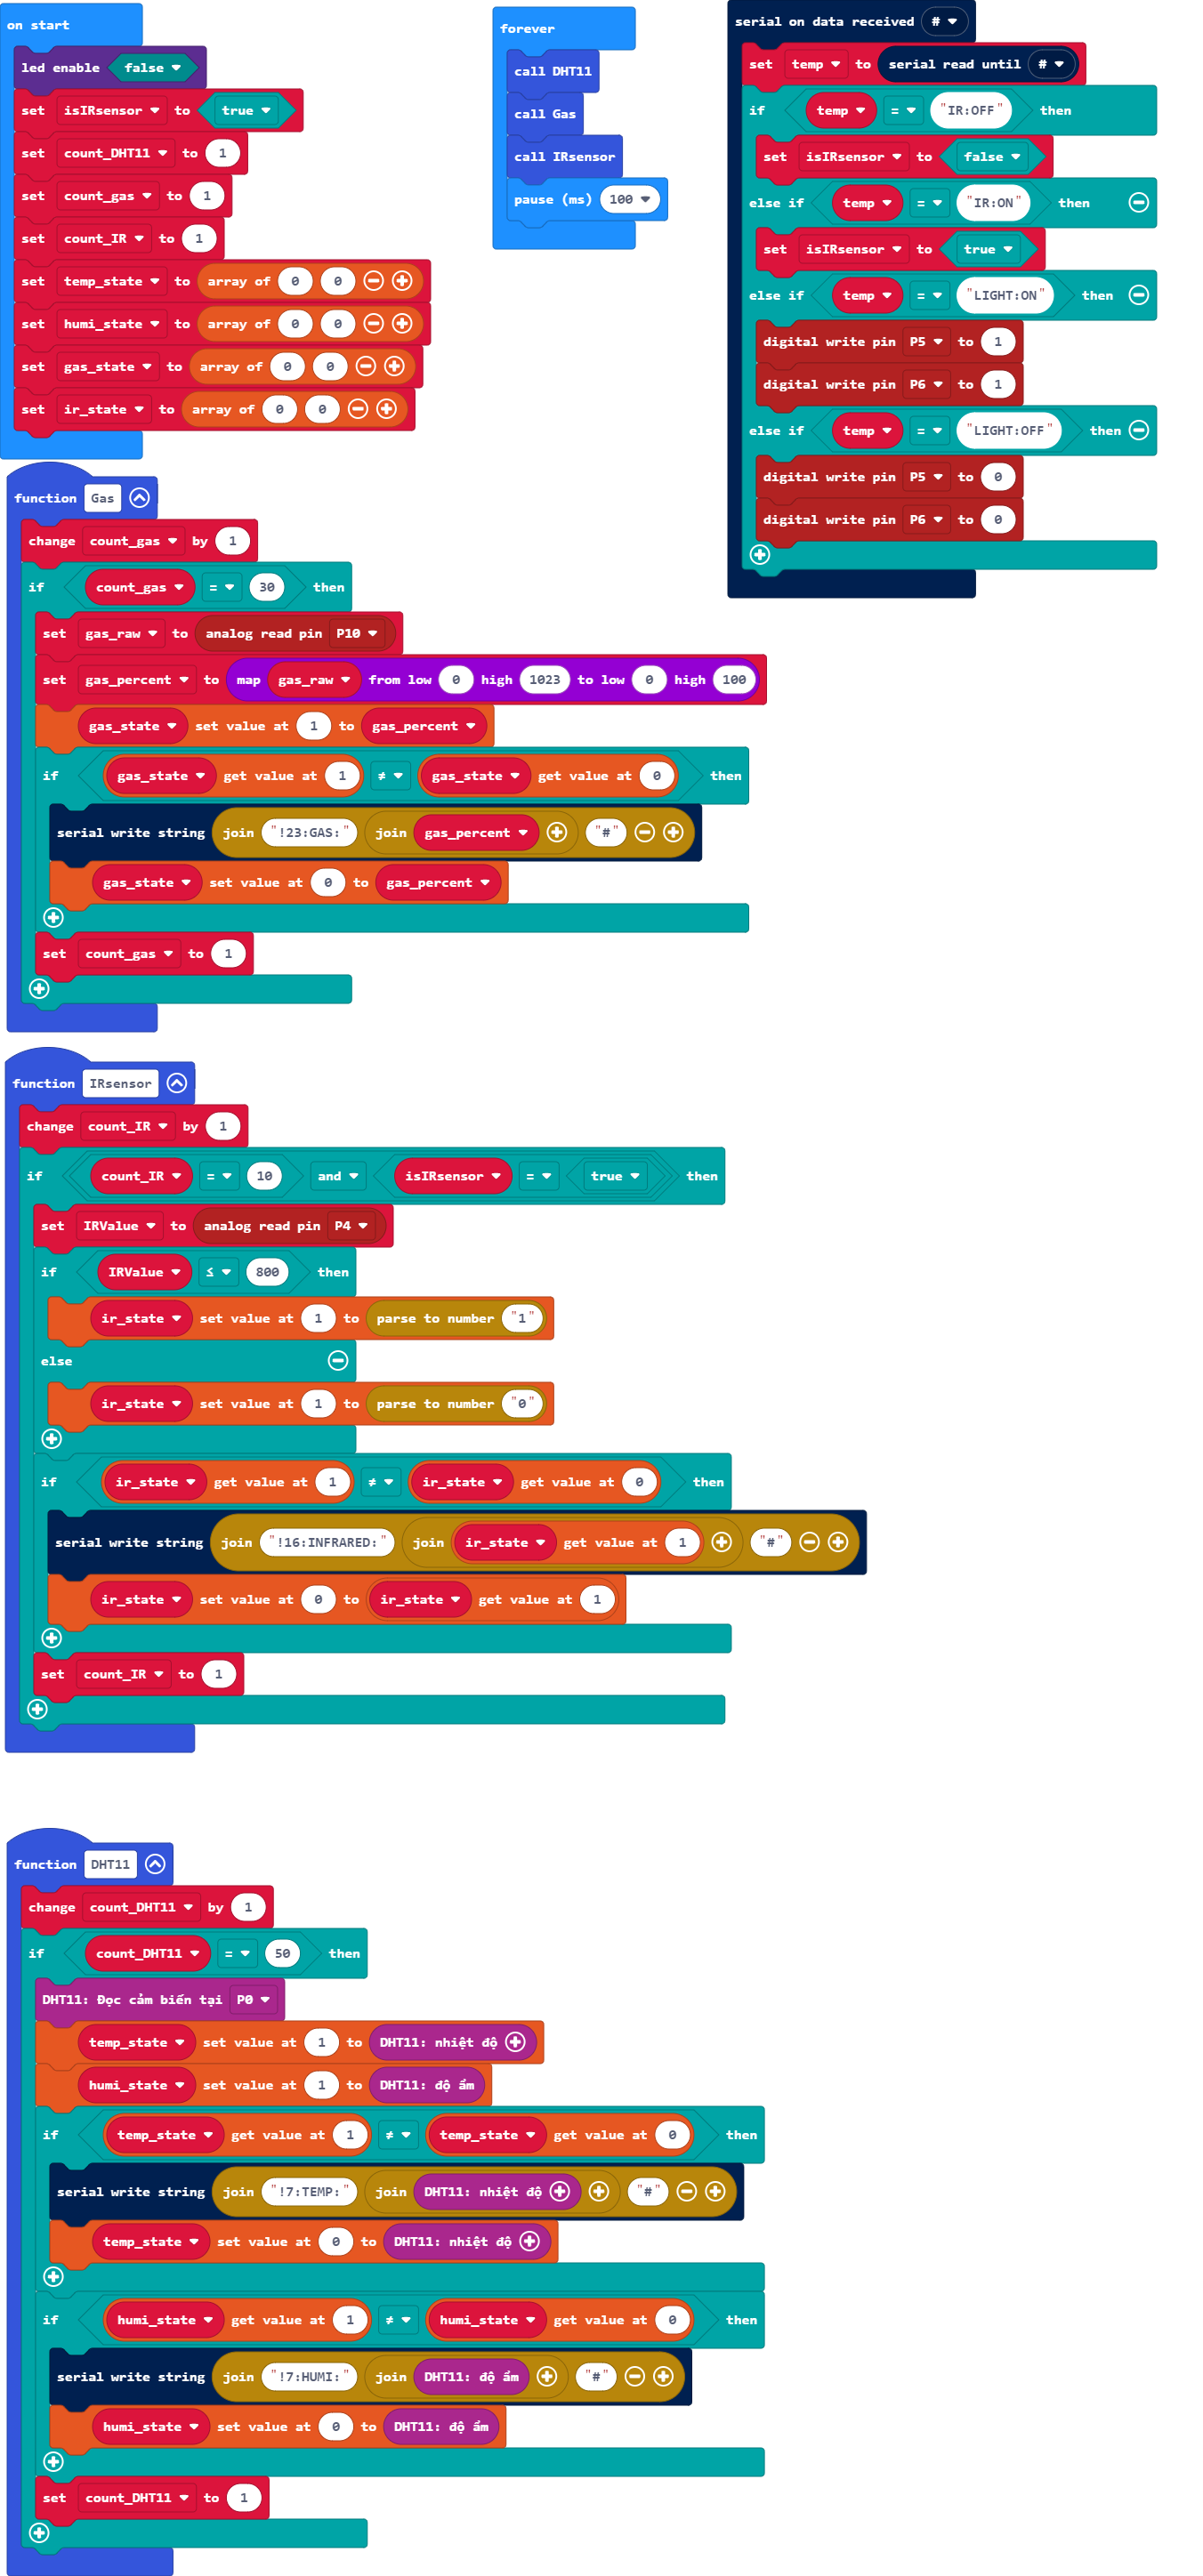 on start
led enable false
set isIRsensor to true
set count_DHT11 to 1
set count_gas to 1
set count_IR to 1
set temp_state to array of 0 0
set humi_state to array of 0 0
set gas_state to array of 0 0
set ir_state to array of 0 0
forever
call DHT11
call Gas
call IRsensor
pause (ms) 100
serial on data received #
set temp to serial read until #
if temp = "IR:OFF" then
set isIRsensor to false
else if temp = "IR:ON" then
set isIRsensor to true
else if temp = "LIGHT:ON" then
digital write pin P5 to 1
digital write pin P6 to 1
else if temp = "LIGHT:OFF" then
digital write pin P5 to 0
digital write pin P6 to 0
function Gas
change count_gas by 1
if count_gas = 30 then
set gas_raw to analog read pin P10
set gas_percent to map gas_raw from low 0 high 1023 to low 0 high 100
gas_state set value at 1 to gas_percent
if gas_state get value at 1 ≠ gas_state get value at 0 then
serial write string join "!23:GAS:" join gas_percent "#"
gas_state set value at 0 to gas_percent
set count_gas to 1
function IRsensor
change count_IR by 1
if count_IR = 10 and isIRsensor = true then
set IRValue to analog read pin P4
if IRValue ≤ 800 then
ir_state set value at 1 to parse to number "1"
else
ir_state set value at 1 to parse to number "0"
if ir_state get value at 1 ≠ ir_state get value at 0 then
serial write string join "!16:INFRARED:" join ir_state get value at 1 "#"
ir_state set value at 0 to ir_state get value at 1
set count_IR to 1
function DHT11
change count_DHT11 by 1
if count_DHT11 = 50 then
DHT11: Đọc cảm biến tại P0
temp_state set value at 1 to DHT11: nhiệt độ
humi_state set value at 1 to DHT11: độ ẩm
if temp_state get value at 1 ≠ temp_state get value at 0 then
serial write string join "!7:TEMP:" join DHT11: nhiệt độ "#"
temp_state set value at 0 to DHT11: nhiệt độ
if humi_state get value at 1 ≠ humi_state get value at 0 then
serial write string join "!7:HUMI:" join DHT11: độ ẩm "#"
humi_state set value at 0 to DHT11: độ ẩm
set count_DHT11 to 1